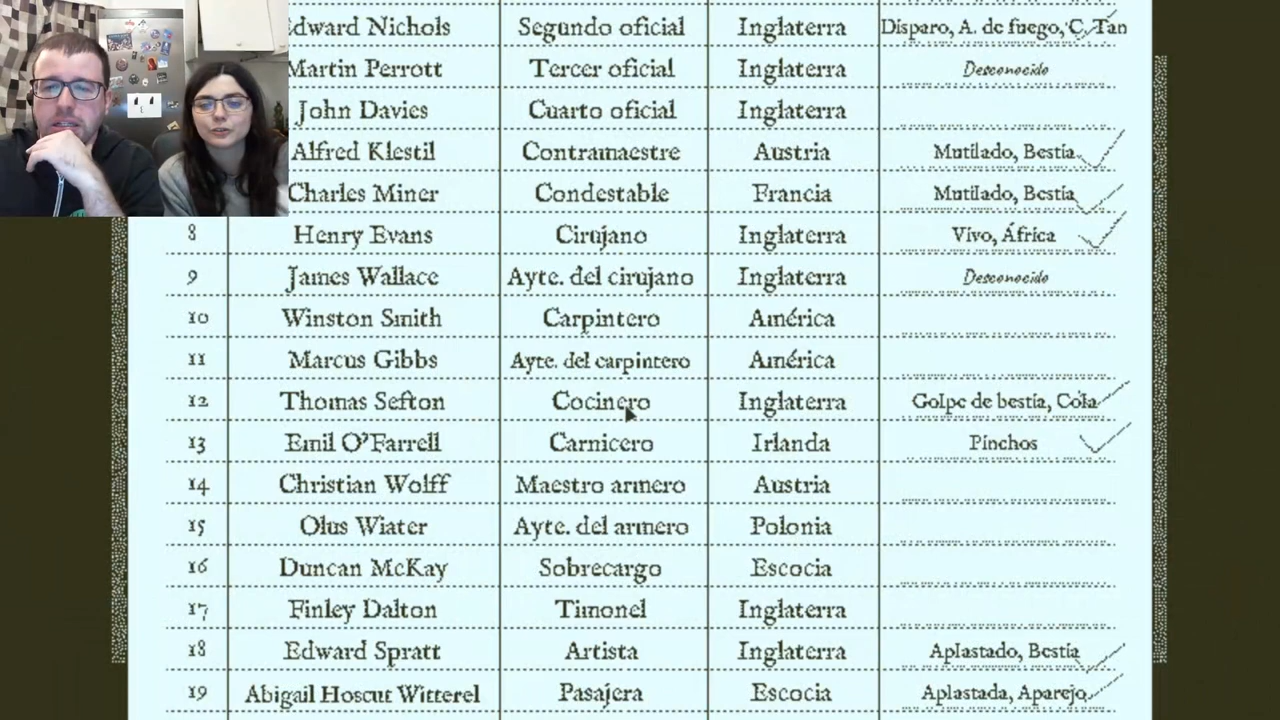 dward Nichols Segundo oficial Inglaterra Disparo, A. de fuego, C. Tan
Martin Perrott Tercer oficial Inglaterra Desconocido
John Davies Cuarto oficial Inglaterra
Alfred Klestil Contramaestre Austria Mutilado, Bestia
Charles Miner Condestable Francia Mutilado, Bestia
8 Henry Evans Cirujano Inglaterra Vivo, África
9 James Wallace Ayte. del cirujano Inglaterra Desconocido
10 Winston Smith Carpintero América
11 Marcus Gibbs Ayte. del carpintero América
12 Thomas Sefton Cocinero Inglaterra Golpe de bestia, Cola
13 Emil O'Farrell Carnicero Irlanda Pinchos
14 Christian Wolff Maestro armero Austria
15 Olus Wiater Ayte. del armero Polonia
16 Duncan McKay Sobrecargo Escocia
17 Finley Dalton Timonel Inglaterra
18 Edward Spratt Artista Inglaterra Aplastado, Bestia
19 Abigail Hoscut Witterel Pasajera Escocia Aplastada, Aparejo